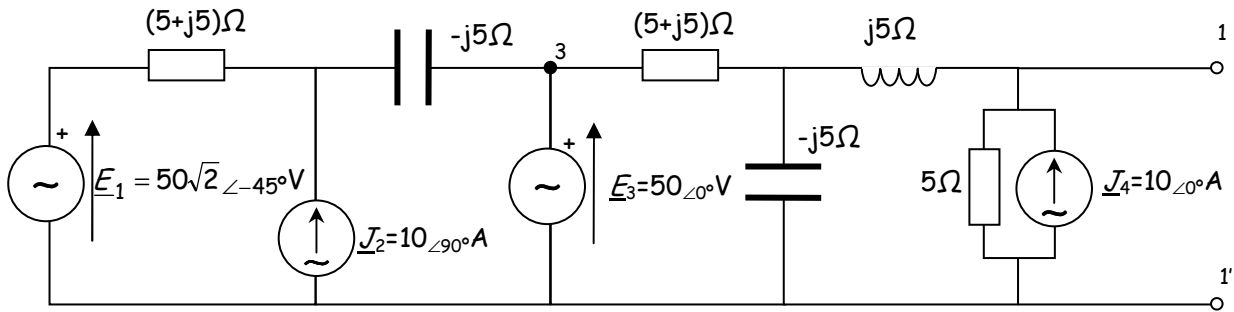 (5+j5)Ω
-j5Ω
3
(5+j5)Ω
j5Ω
1
+
E₁ = 50√2∠-45°V
J₂=10∠90°A
+
E₃=50∠0°V
-j5Ω
5Ω
J₄=10∠0°A
1'